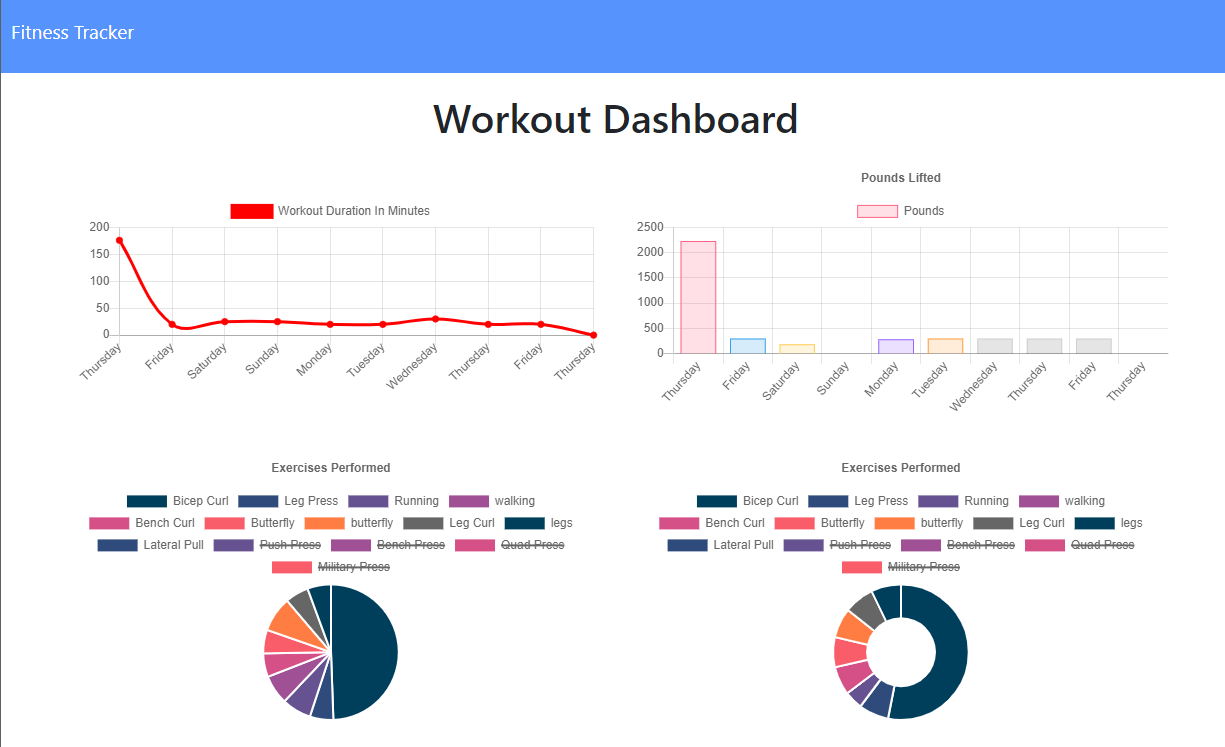 Fitness Tracker
Workout Dashboard
Workout Duration In Minutes
200
150
100
50
0
Thursday Friday Saturday Sunday Monday Tuesday Wednesday Thursday Friday Thursday
Pounds Lifted
Pounds
2500
2000
1500
1000
500
0
Thursday Friday Saturday Sunday Monday Tuesday Wednesday Thursday Friday Thursday
Exercises Performed
Bicep Curl Leg Press Running walking
Bench Curl Butterfly butterfly Leg Curl legs
Lateral Pull Push Press Bench Press Quad Press
Military Press
Exercises Performed
Bicep Curl Leg Press Running walking
Bench Curl Butterfly butterfly Leg Curl legs
Lateral Pull Push Press Bench Press Quad Press
Military Press